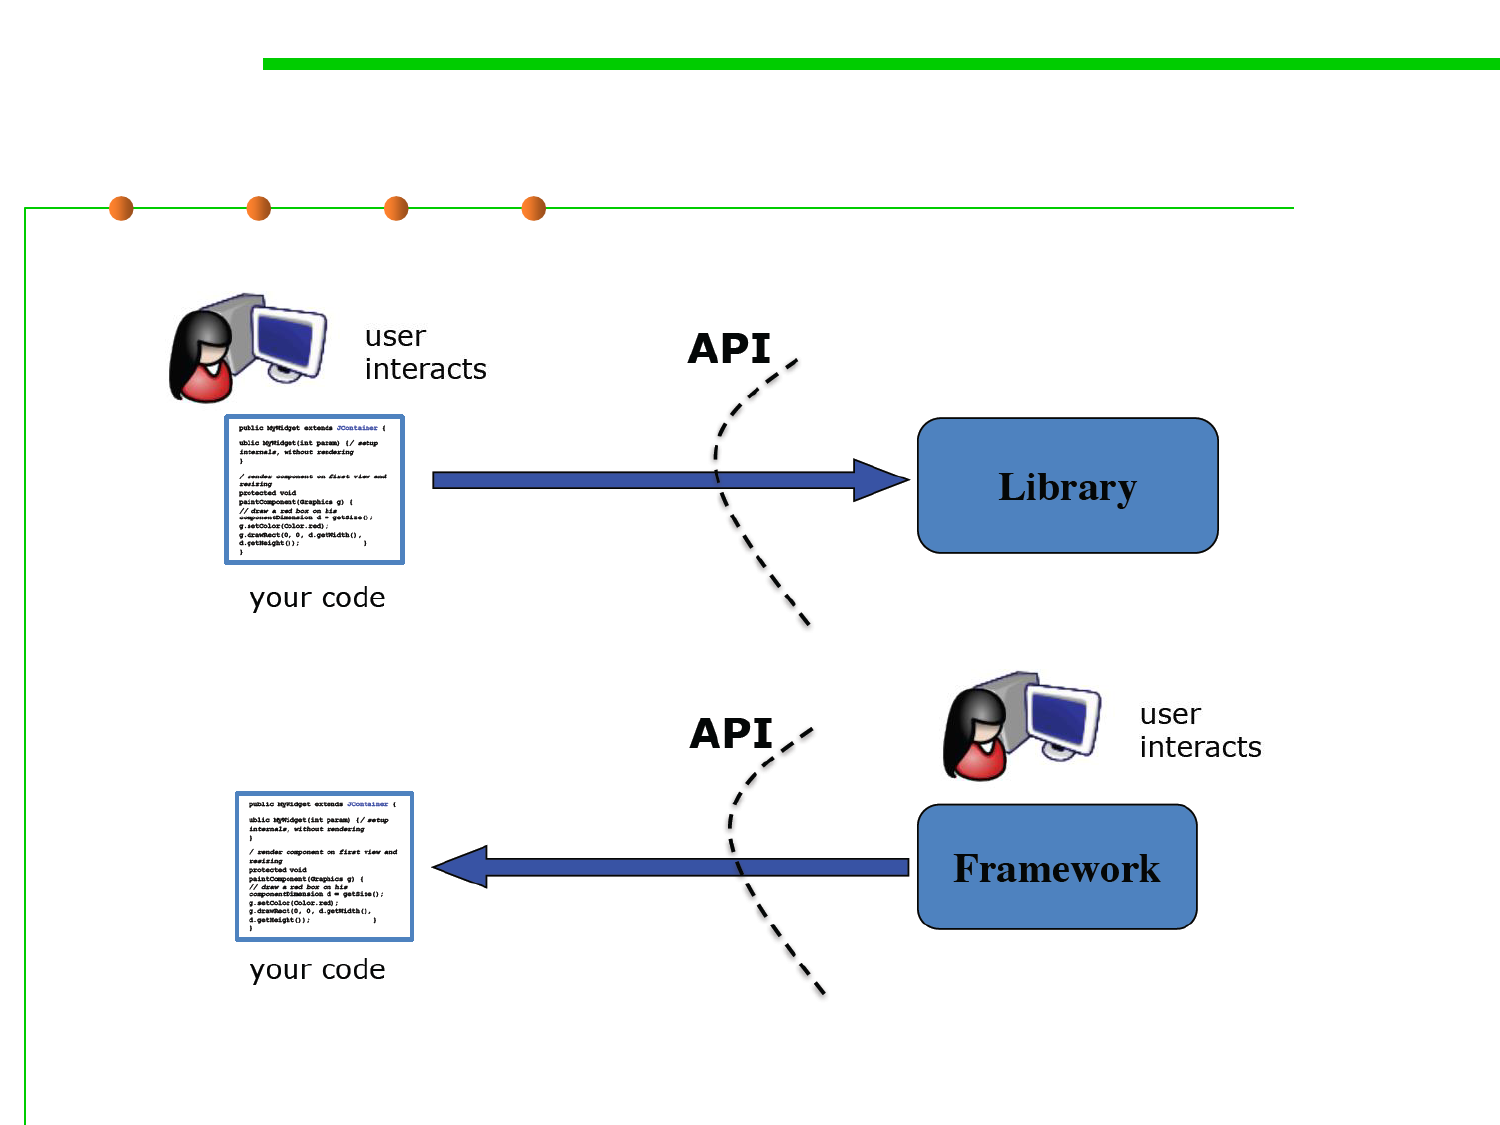 user
interacts
API
public MyWidget extends JContainer {
ublic MyWidget(int param) {/ setup
internals, without rendering
}
/ render component on first view and
resizing
protected void
paintComponent(Graphics g) {
// draw a red box on his
componentDimension d = getSize();
g.setColor(Color.red);
g.drawRect(0, 0, d.getWidth(),
d.getHeight()); }
}
Library
your code
user
interacts
API
public MyWidget extends JContainer {
ublic MyWidget(int param) {/ setup
internals, without rendering
}
/ render component on first view and
resizing
protected void
paintComponent(Graphics g) {
// draw a red box on his
componentDimension d = getSize();
g.setColor(Color.red);
g.drawRect(0, 0, d.getWidth(),
d.getHeight()); }
}
Framework
your code